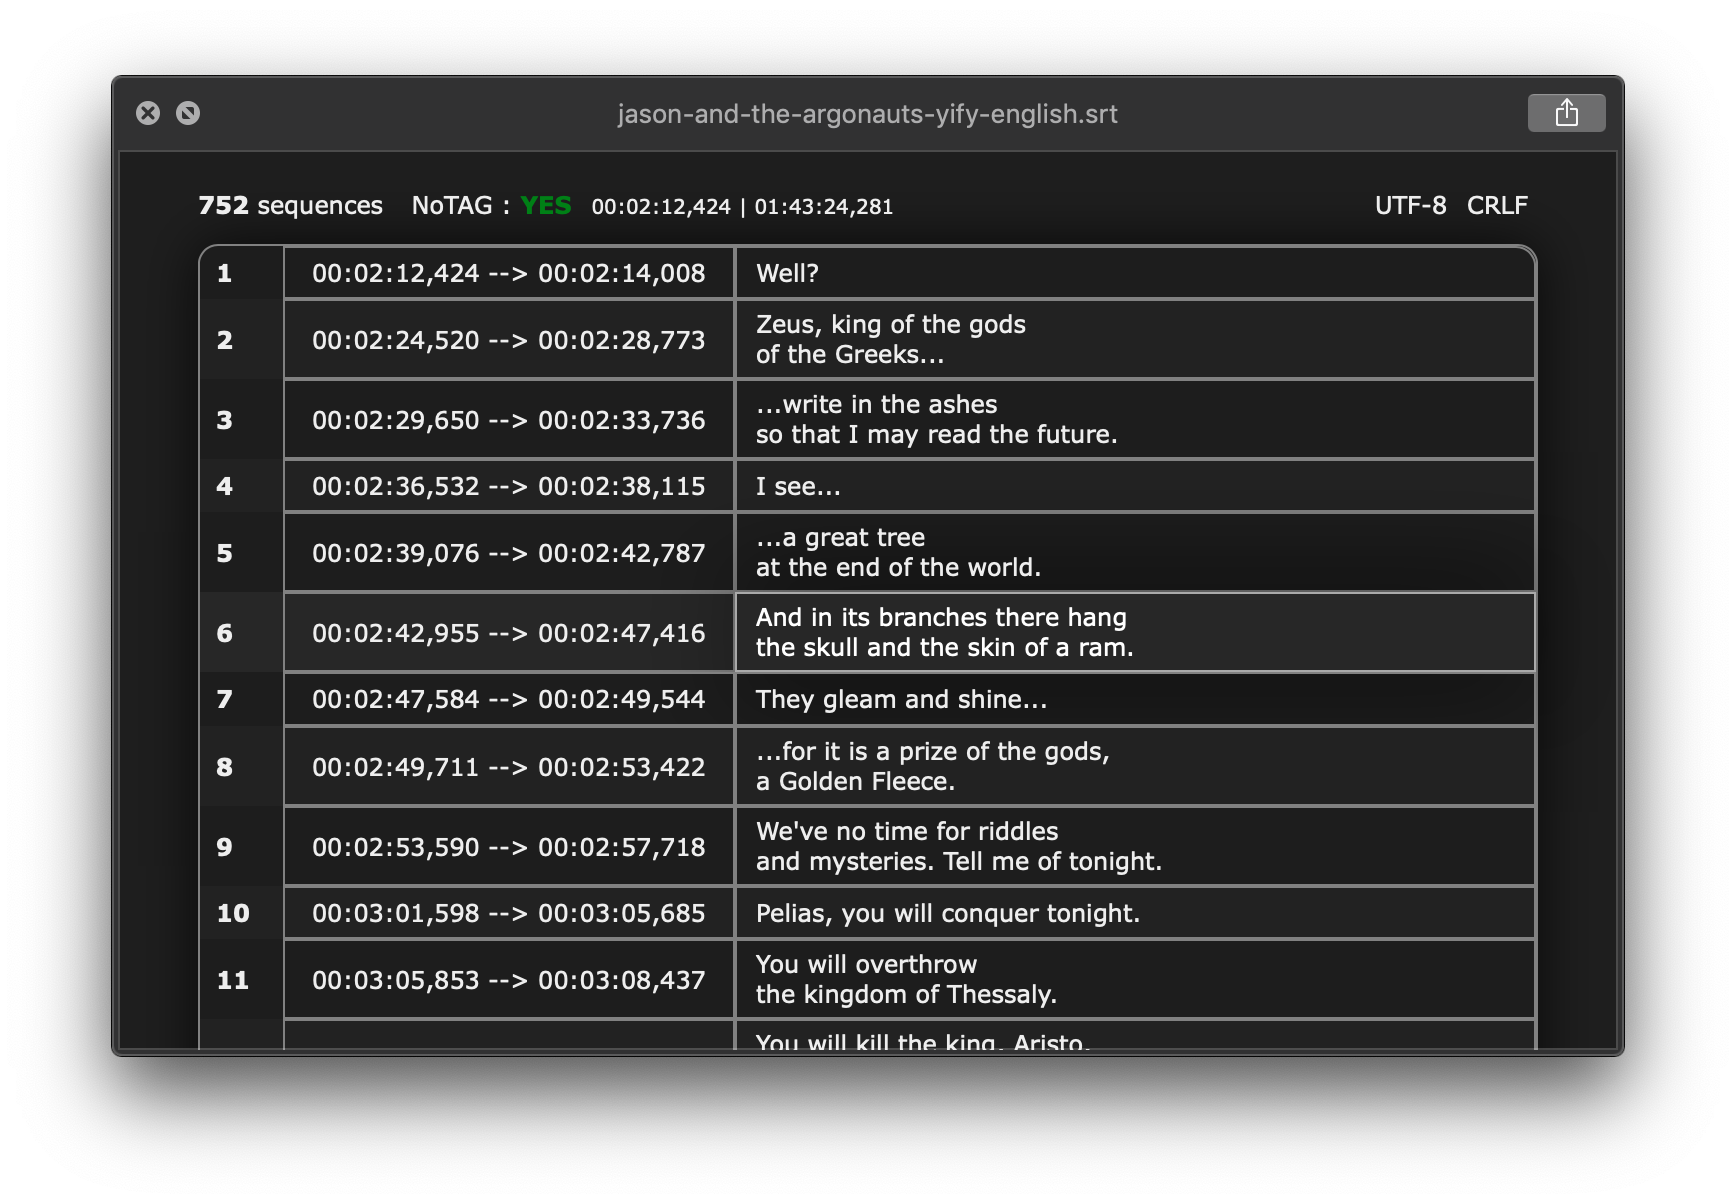 jason-and-the-argonauts-yify-english.srt
752 sequences NoTAG : YES 00:02:12,424 | 01:43:24,281 UTF-8 CRLF
1 00:02:12,424 --> 00:02:14,008 Well?
2 00:02:24,520 --> 00:02:28,773 Zeus, king of the gods
of the Greeks...
3 00:02:29,650 --> 00:02:33,736 ...write in the ashes
so that I may read the future.
4 00:02:36,532 --> 00:02:38,115 I see...
5 00:02:39,076 --> 00:02:42,787 ...a great tree
at the end of the world.
6 00:02:42,955 --> 00:02:47,416 And in its branches there hang
the skull and the skin of a ram.
7 00:02:47,584 --> 00:02:49,544 They gleam and shine...
8 00:02:49,711 --> 00:02:53,422 ...for it is a prize of the gods,
a Golden Fleece.
9 00:02:53,590 --> 00:02:57,718 We've no time for riddles
and mysteries. Tell me of tonight.
10 00:03:01,598 --> 00:03:05,685 Pelias, you will conquer tonight.
11 00:03:05,853 --> 00:03:08,437 You will overthrow
the kingdom of Thessaly.
You will kill the king, Aristo,